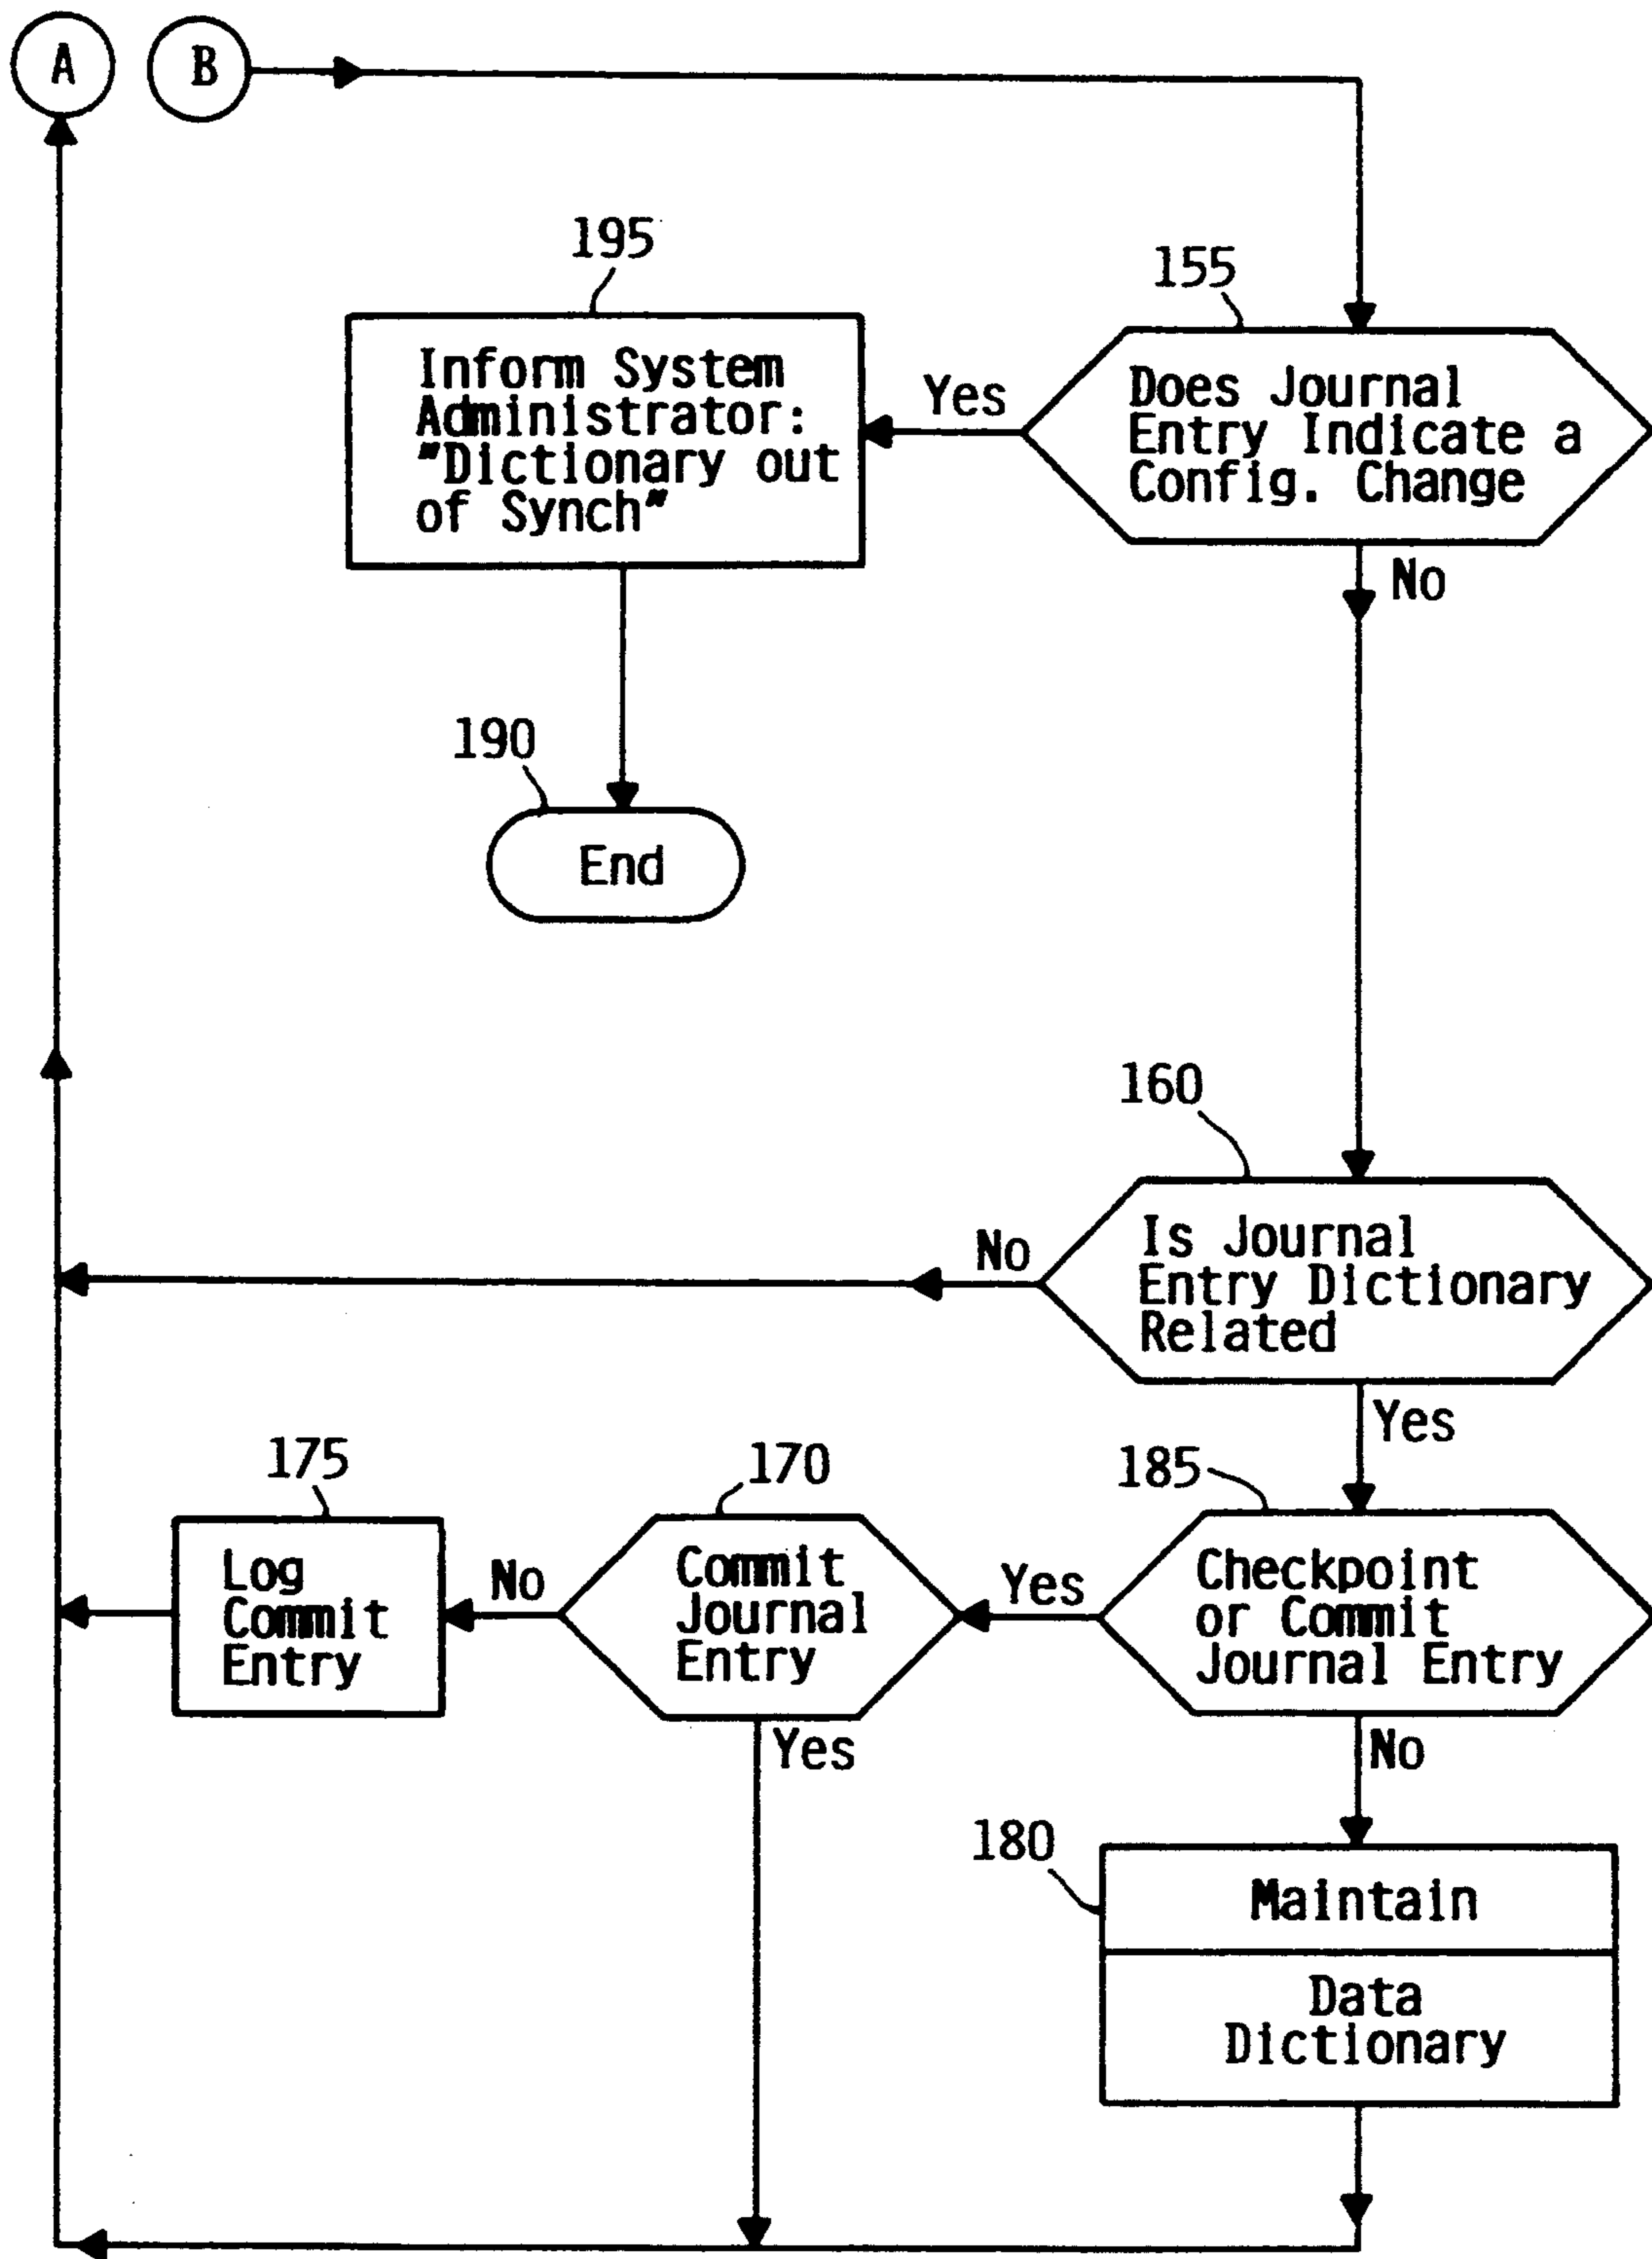 A
B
195
155
Inform System
Administrator:
"Dictionary out
of Synch"
Yes
Does Journal
Entry Indicate a
Config. Change
No
190
End
160
No
Is Journal
Entry Dictionary
Related
Yes
175
170
185
Log
Commit
Entry
No
Commit
Journal
Entry
Yes
Checkpoint
or Commit
Journal Entry
Yes
No
180
Maintain
Data
Dictionary